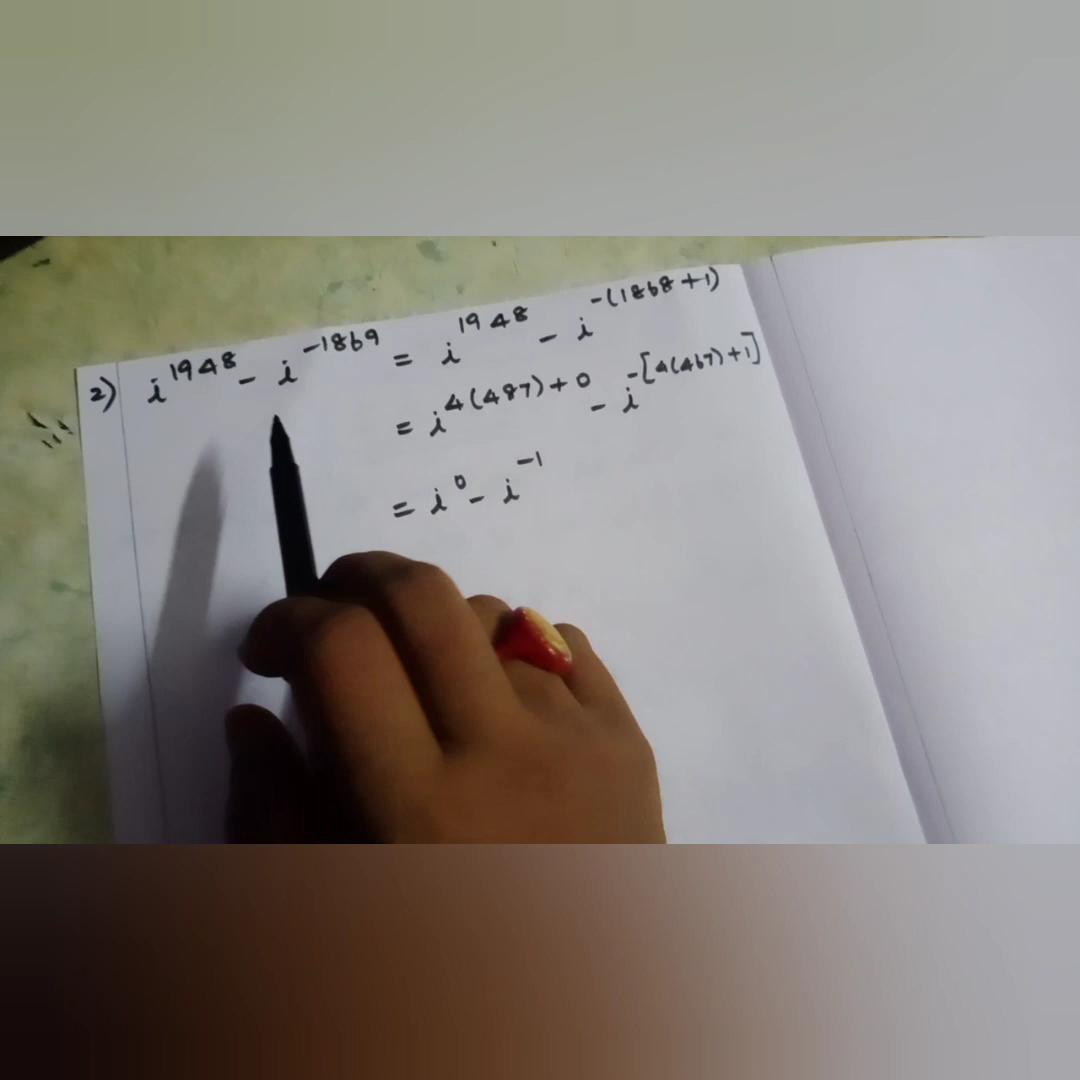 2) i^1948 - i^-1869 = i^1948 - i^-(1868+1)
= i^4(487)+0 - i^-[4(467)+1]
= i^0 - i^-1